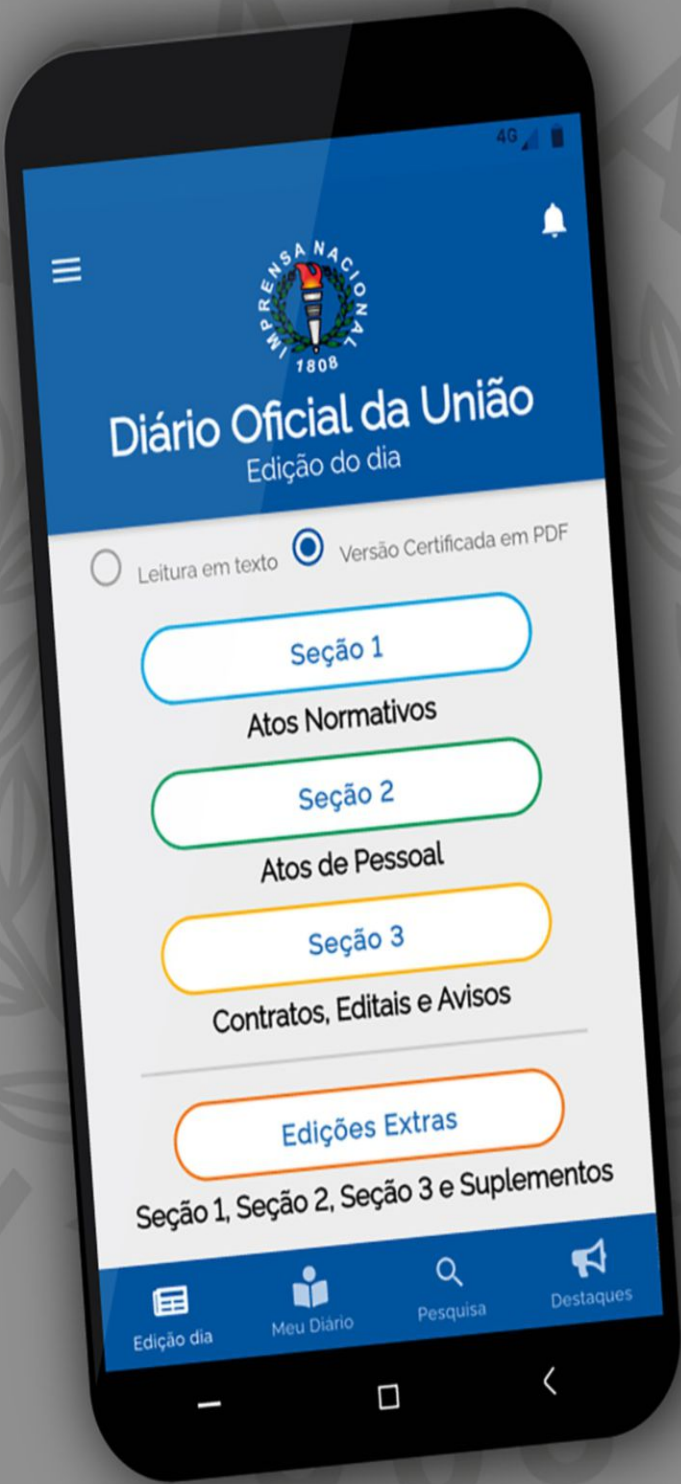 4G
IMPRENSA NACIONAL
1808
Diário Oficial da União
Edição do dia
Leitura em texto Versão Certificada em PDF
Seção 1
Atos Normativos
Seção 2
Atos de Pessoal
Seção 3
Contratos, Editais e Avisos
Edições Extras
Seção 1, Seção 2, Seção 3 e Suplementos
Edição dia Meu Diário Pesquisa Destaques